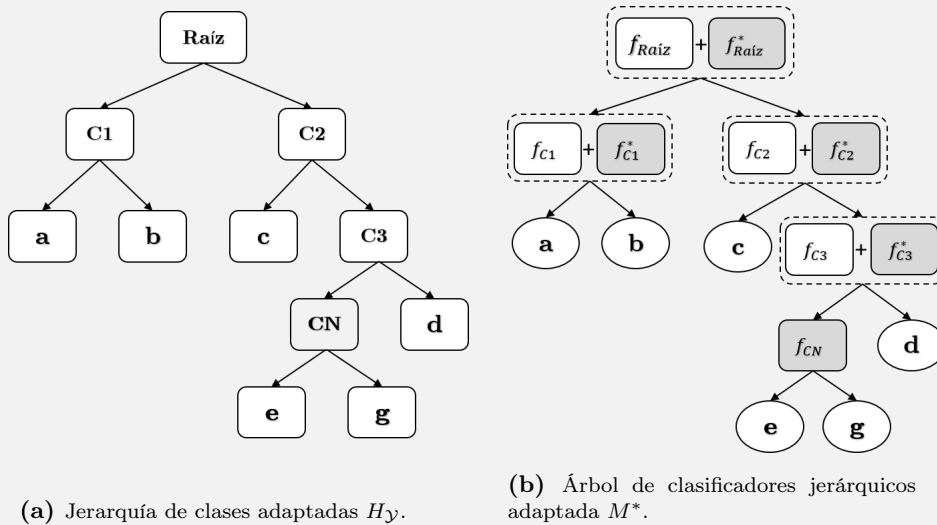 Raíz
C1 C2
a b c C3
CN d
e g
(a) Jerarquía de clases adaptadas H𝒴.
f_Raíz + f*_Raíz
f_C1 + f*_C1 f_C2 + f*_C2
a b c f_C3 + f*_C3
f_CN d
e g
(b) Árbol de clasificadores jerárquicos
adaptada M*.